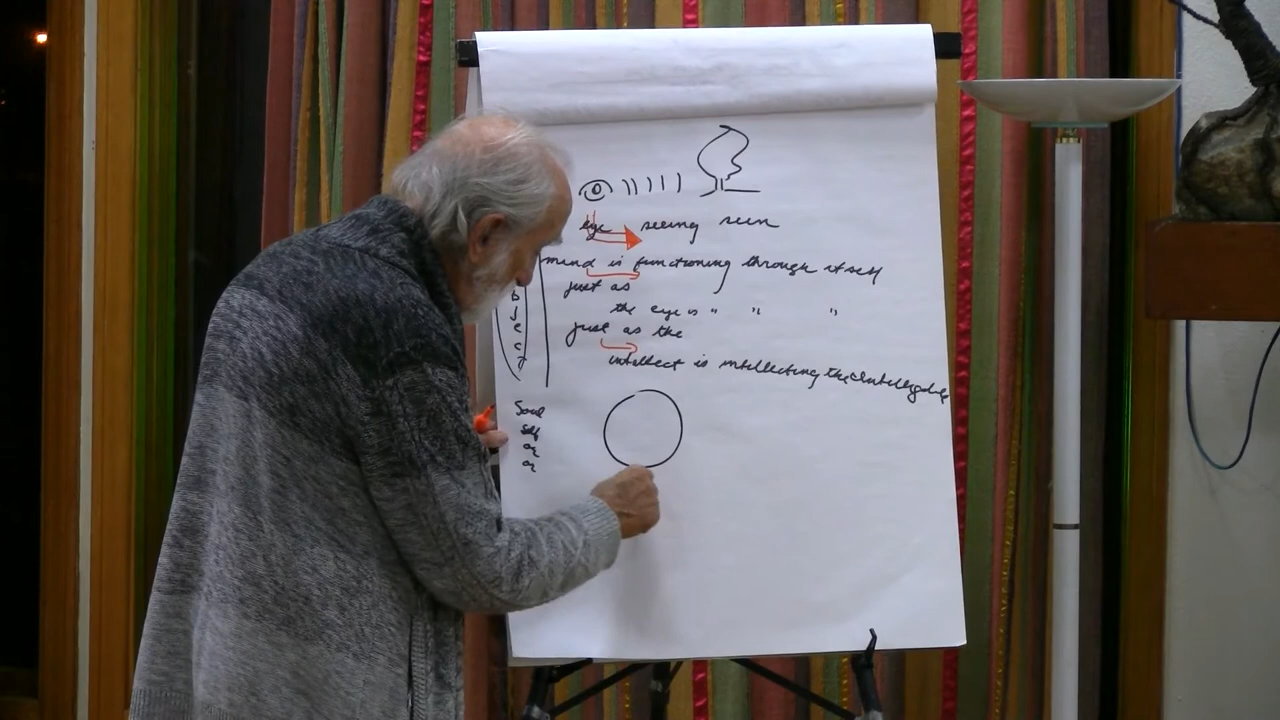 eye seeing seen
mind is functioning through itself
just as
the eye is " " "
just as the
intellect is intellecting the
b
j
e
c
t
Soul
self
or
or